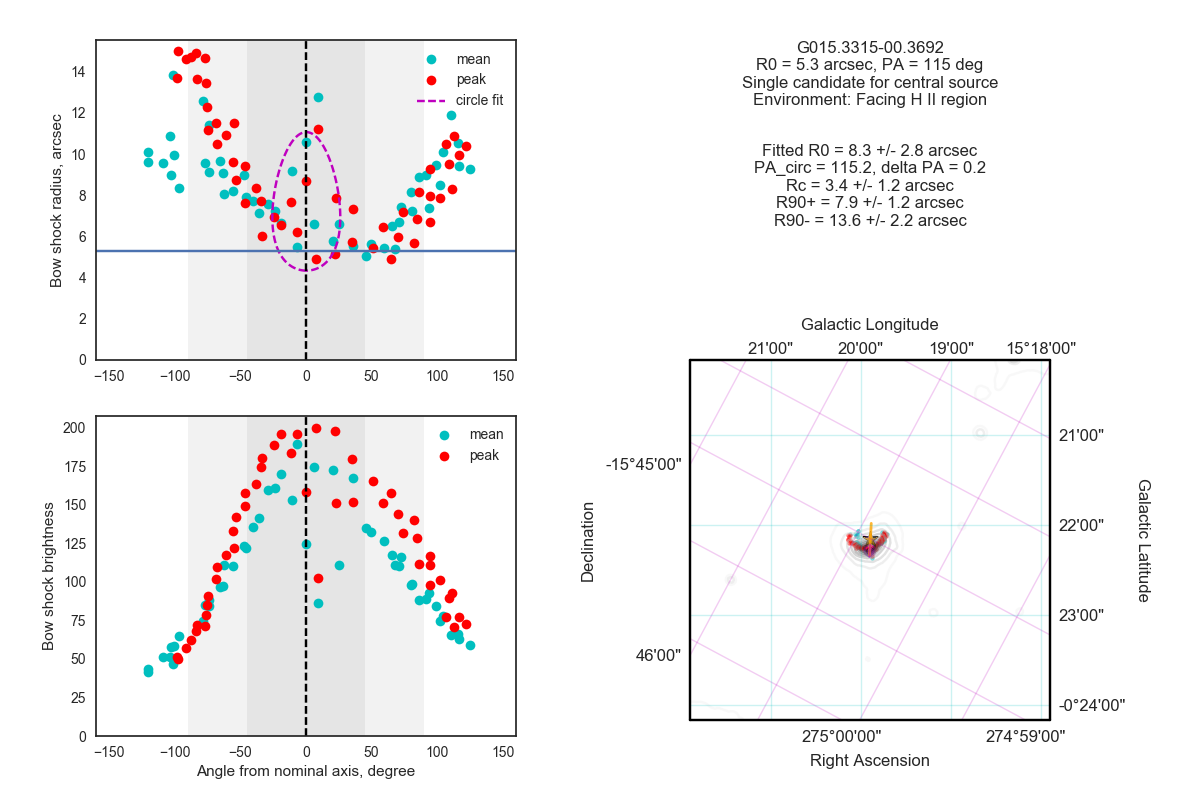 14
12
10
8
6
4
2
0
Bow shock radius, arcsec
mean
peak
circle fit
−150
−100
−50
0
50
100
150
200
175
150
125
100
75
50
25
0
Bow shock brightness
mean
peak
−150
−100
−50
0
50
100
150
Angle from nominal axis, degree
G015.3315-00.3692
R0 = 5.3 arcsec, PA = 115 deg
Single candidate for central source
Environment: Facing H II region
Fitted R0 = 8.3 +/- 2.8 arcsec
PA_circ = 115.2, delta PA = 0.2
Rc = 3.4 +/- 1.2 arcsec
R90+ = 7.9 +/- 1.2 arcsec
R90- = 13.6 +/- 2.2 arcsec
Galactic Longitude
21'00"
20'00"
19'00"
15°18'00"
-15°45'00"
46'00"
Declination
21'00"
22'00"
23'00"
-0°24'00"
Galactic Latitude
275°00'00"
274°59'00"
Right Ascension